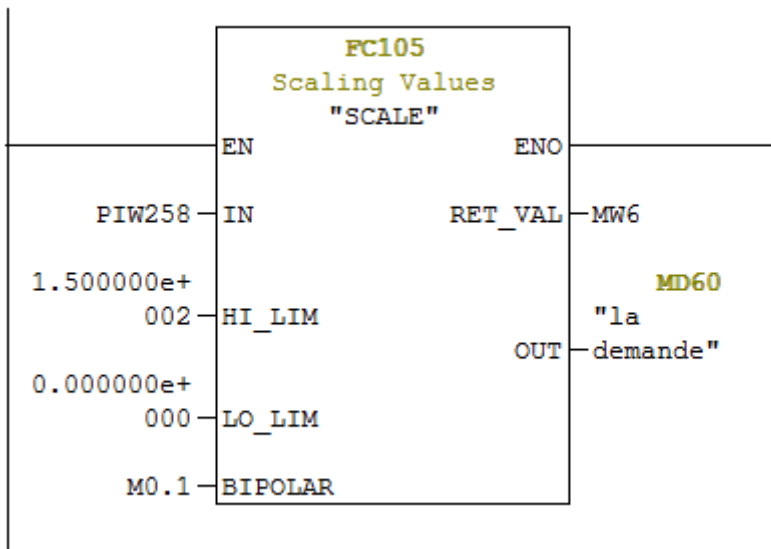 FC105
Scaling Values
"SCALE"
EN ENO
PIW258 IN RET_VAL MW6
1.500000e+ MD60
002 HI_LIM "la
OUT demande"
0.000000e+
000 LO_LIM
M0.1 BIPOLAR